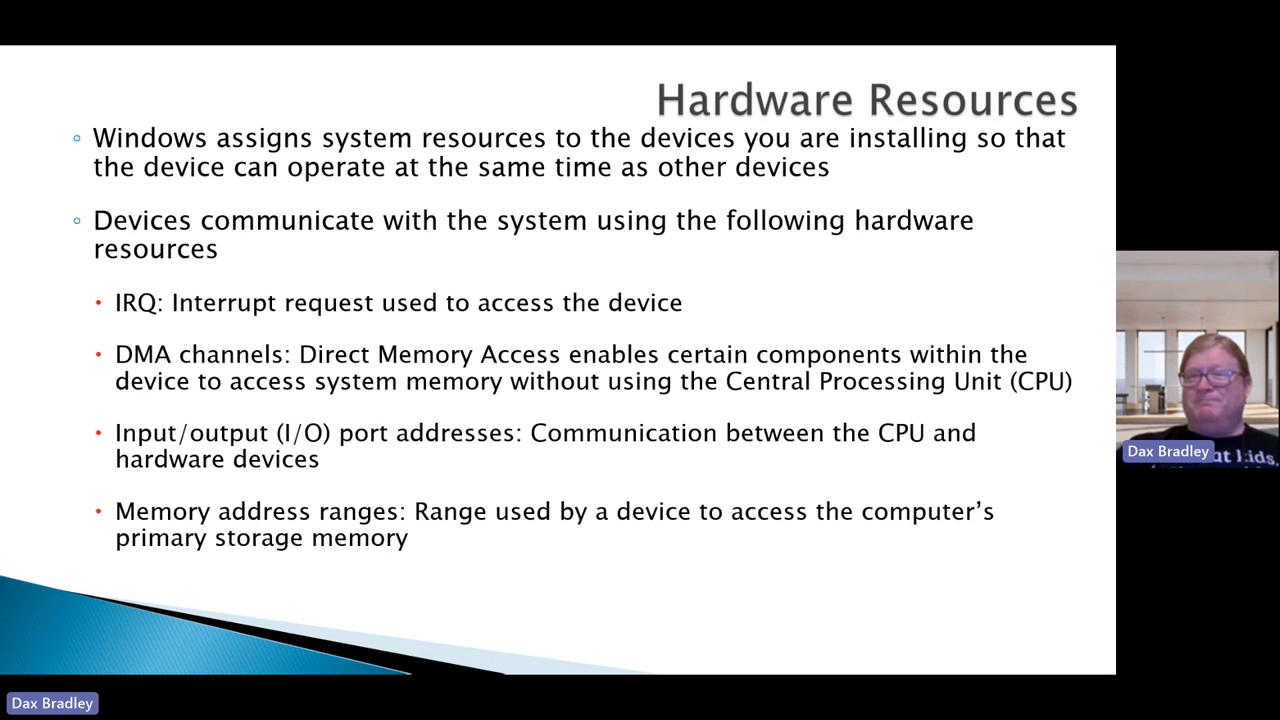 Hardware Resources
Windows assigns system resources to the devices you are installing so that
the device can operate at the same time as other devices
Devices communicate with the system using the following hardware
resources
IRQ: Interrupt request used to access the device
DMA channels: Direct Memory Access enables certain components within the
device to access system memory without using the Central Processing Unit (CPU)
Input/output (I/O) port addresses: Communication between the CPU and
hardware devices
Memory address ranges: Range used by a device to access the computer’s
primary storage memory
Dax Bradley
Dax Bradley